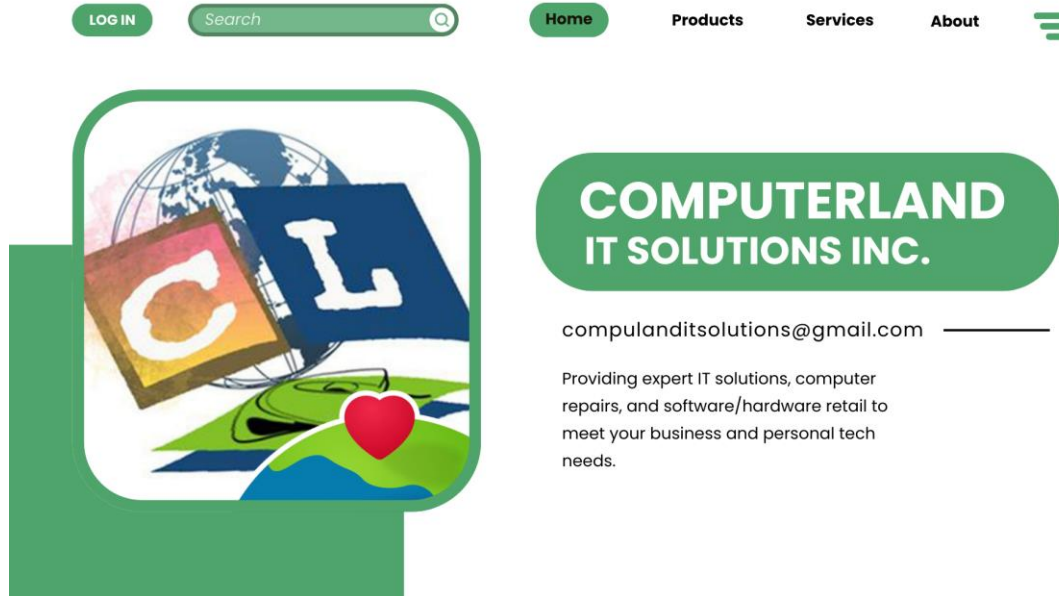 LOG IN
Search
Home
Products
Services
About
C
L
COMPUTERLAND
IT SOLUTIONS INC.
compulanditsolutions@gmail.com
Providing expert IT solutions, computer
repairs, and software/hardware retail to
meet your business and personal tech
needs.